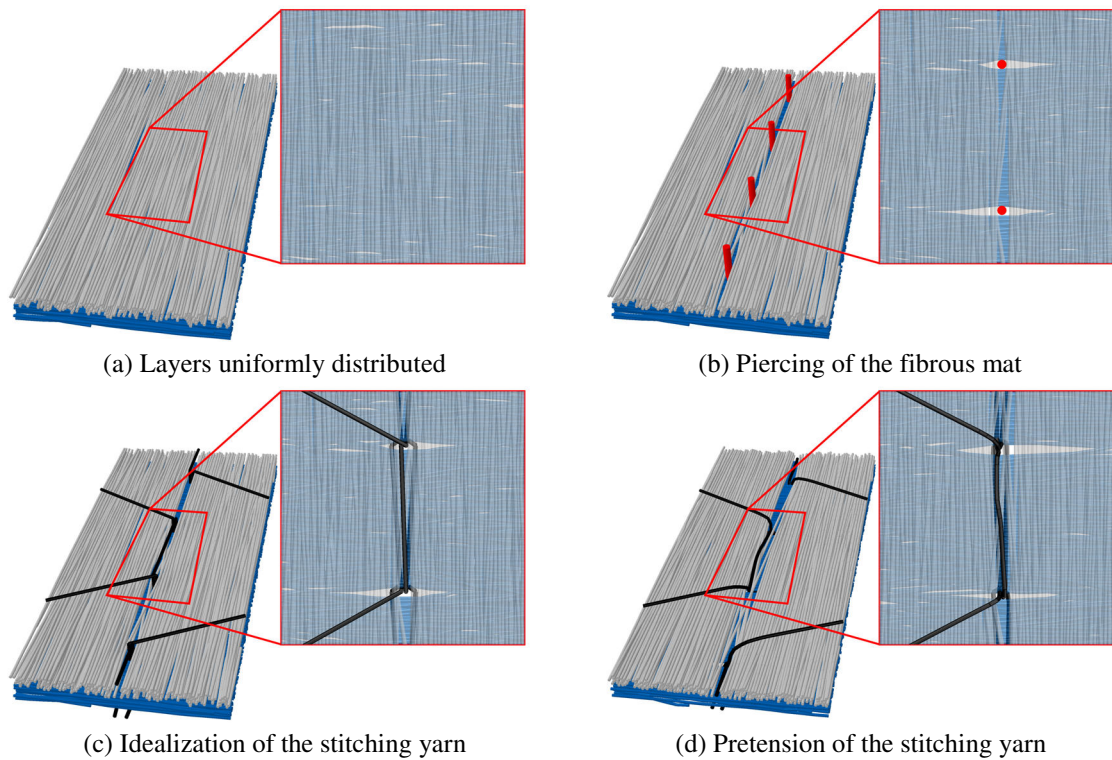 (a) Layers uniformly distributed
(b) Piercing of the fibrous mat
(c) Idealization of the stitching yarn
(d) Pretension of the stitching yarn